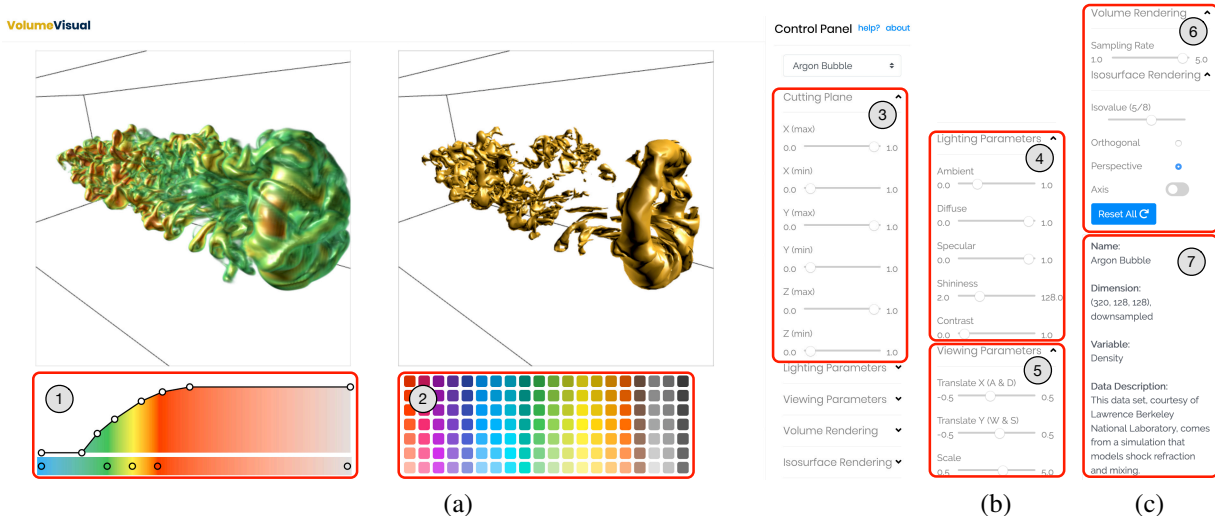 VolumeVisual
1
2
(a)
Control Panel help? about
Argon Bubble
Cutting Plane
3
X (max)
0.0 1.0
X (min)
0.0 1.0
Y (max)
0.0 1.0
Y (min)
0.0 1.0
Z (max)
0.0 1.0
Z (min)
0.0 1.0
Lighting Parameters
Viewing Parameters
Volume Rendering
Isosurface Rendering
Lighting Parameters
4
Ambient
0.0 1.0
Diffuse
0.0 1.0
Specular
0.0 1.0
Shininess
2.0 128.0
Contrast
0.0 1.0
Viewing Parameters
5
Translate X (A & D)
-0.5 0.5
Translate Y (W & S)
-0.5 0.5
Scale
0.5 5.0
(b)
Volume Rendering
6
Sampling Rate
1.0 5.0
Isosurface Rendering
Isovalue (5/8)
Orthogonal
Perspective
Axis
Reset All
Name:
7
Argon Bubble
Dimension:
(320, 128, 128),
downsampled
Variable:
Density
Data Description:
This data set, courtesy of
Lawrence Berkeley
National Laboratory, comes
from a simulation that
models shock refraction
and mixing.
(c)